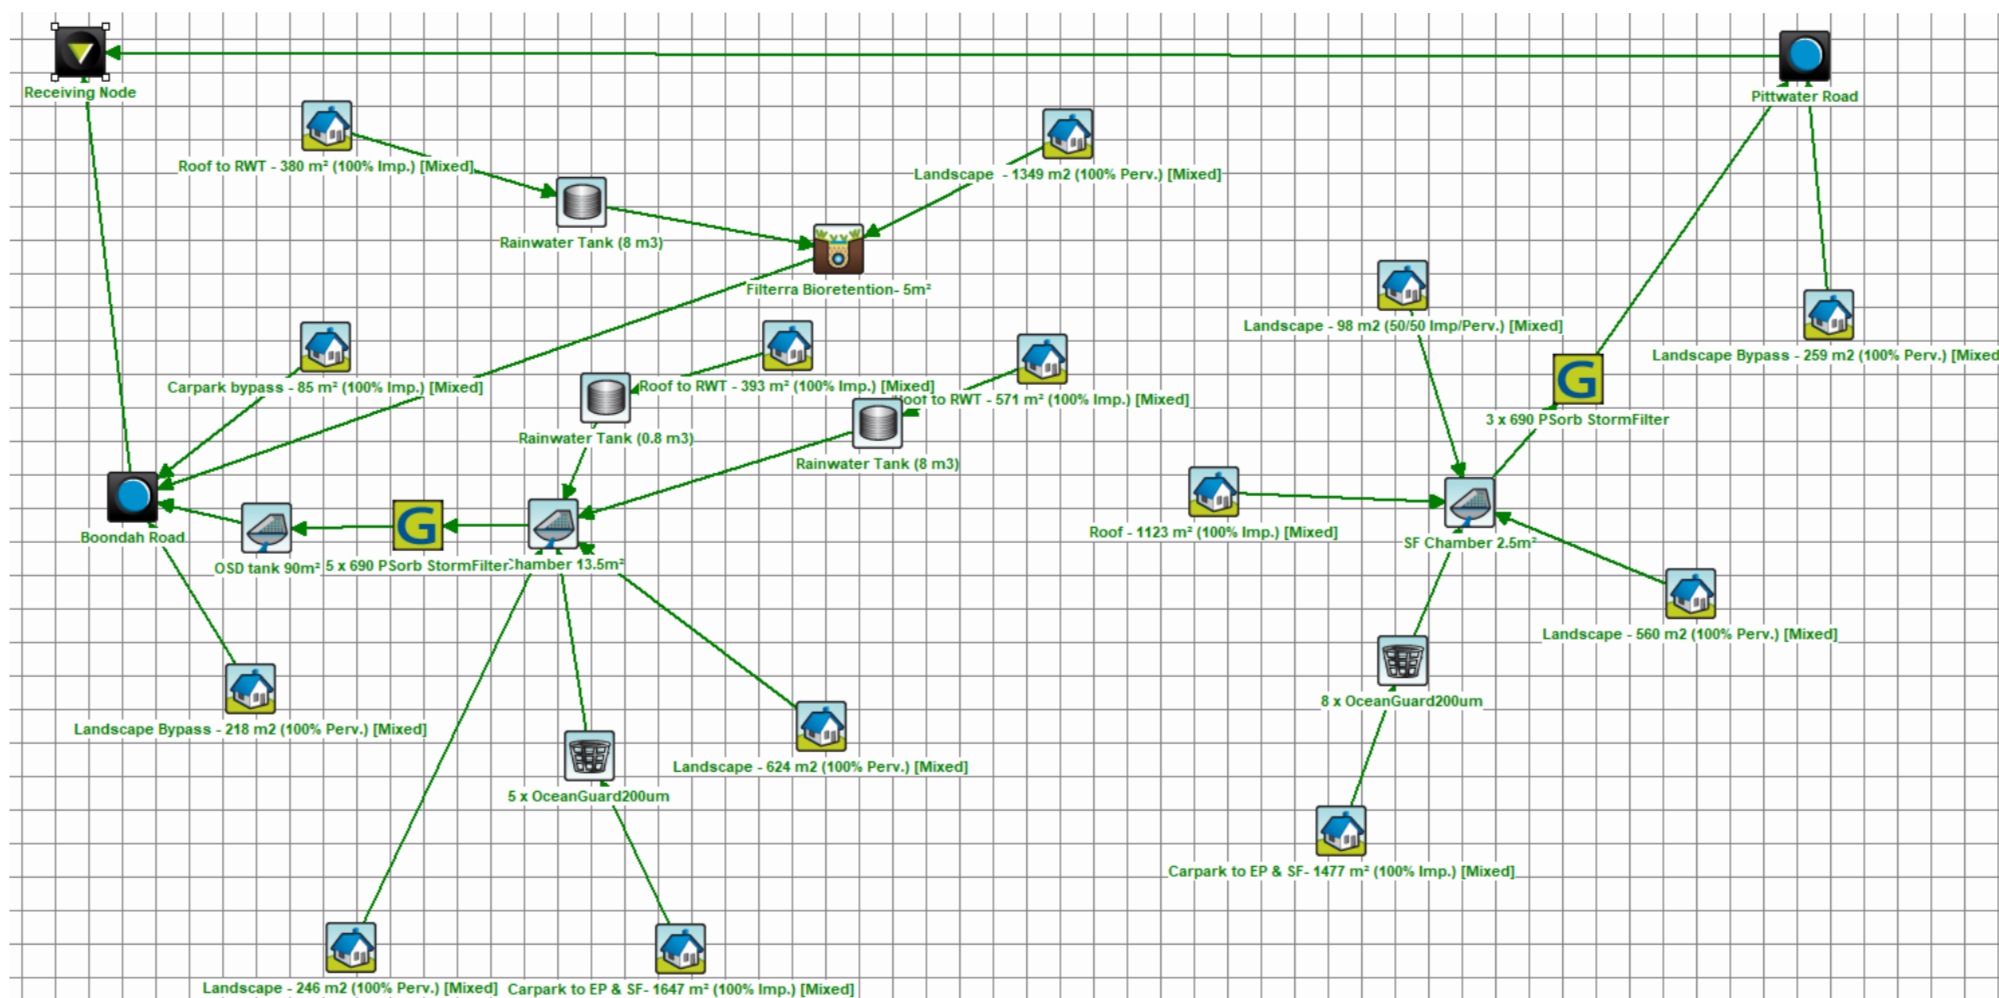 Receiving Node
Pittwater Road
Roof to RWT - 380 m² (100% Imp.) [Mixed]
Landscape - 1349 m2 (100% Perv.) [Mixed]
Rainwater Tank (8 m3)
Filterra Bioretention- 5m²
Landscape - 98 m2 (50/50 Imp/Perv.) [Mixed]
Landscape Bypass - 259 m2 (100% Perv.) [Mixed
Carpark bypass - 85 m² (100% Imp.) [Mixed]
Roof to RWT - 393 m² (100% Imp.) [Mixed]
Roof to RWT - 571 m² (100% Imp.) [Mixed]
G
3 x 690 PSorb StormFilter
Rainwater Tank (0.8 m3)
Rainwater Tank (8 m3)
Roof - 1123 m² (100% Imp.) [Mixed]
SF Chamber 2.5m²
Boondah Road
G
OSD tank 90m²
5 x 690 PSorb StormFilter
hamber 13.5m²
Landscape - 560 m2 (100% Perv.) [Mixed]
8 x OceanGuard200um
Landscape Bypass - 218 m2 (100% Perv.) [Mixed]
Landscape - 624 m2 (100% Perv.) [Mixed]
5 x OceanGuard200um
Carpark to EP & SF- 1477 m² (100% Imp.) [Mixed]
Landscape - 246 m2 (100% Perv.) [Mixed]
Carpark to EP & SF- 1647 m² (100% Imp.) [Mixed]